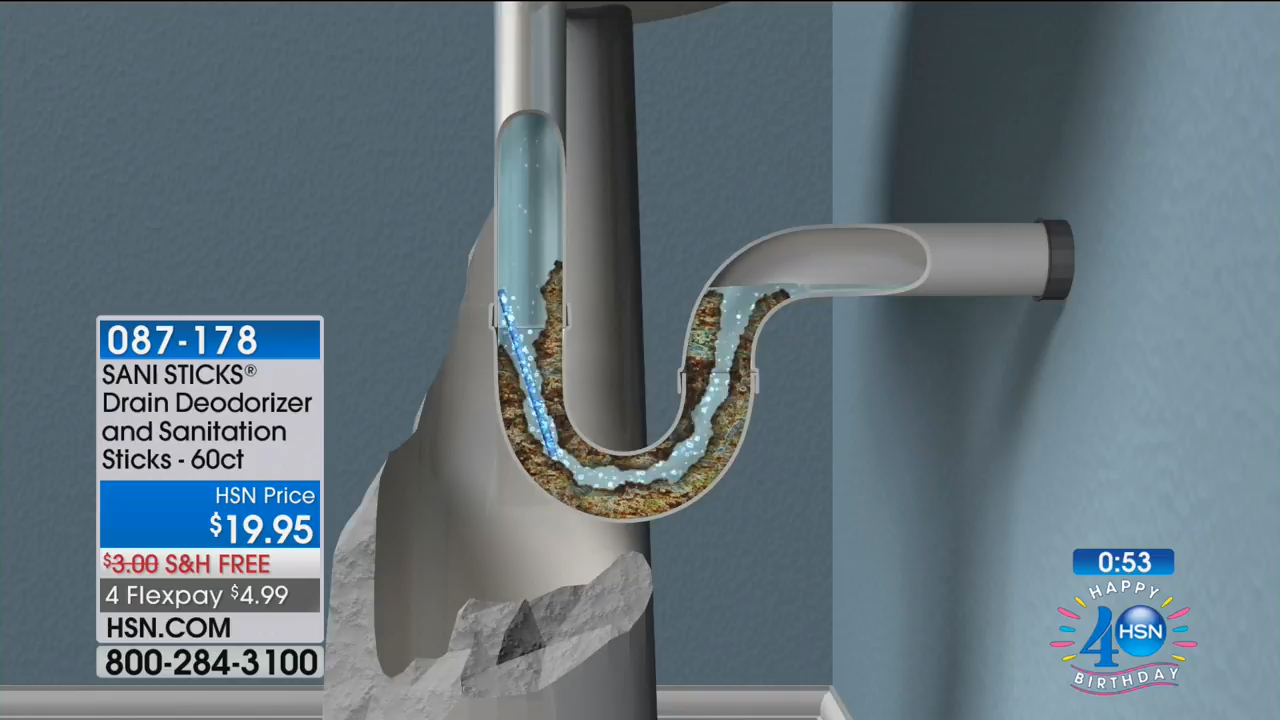 087-178
SANI STICKS®
Drain Deodorizer
and Sanitation
Sticks - 60ct
HSN Price
$19.95
$3.00 S&H FREE
4 Flexpay $4.99
HSN.COM
800-284-3100
0:53
HAPPY
40 HSN
BIRTHDAY